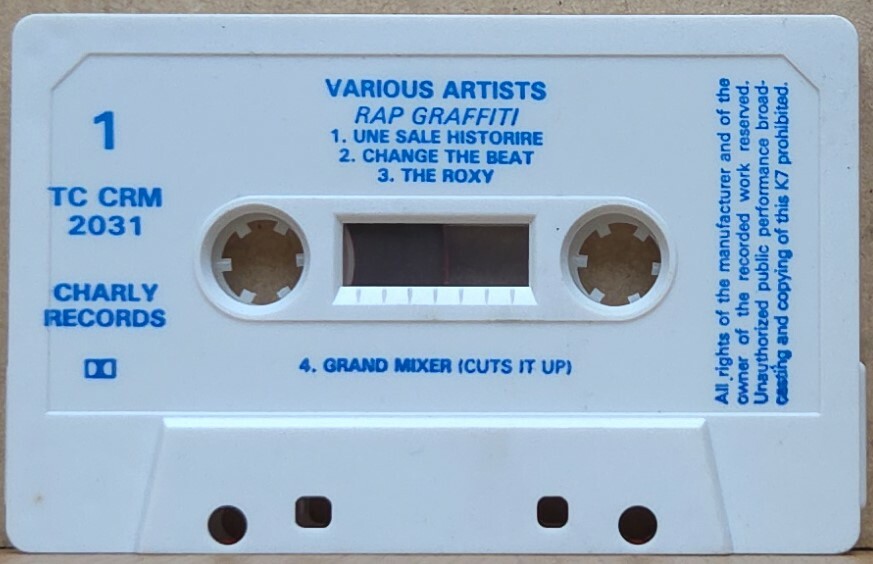 VARIOUS ARTISTS
RAP GRAFFITI
1. UNE SALE HISTORIRE
2. CHANGE THE BEAT
3. THE ROXY
1
TC CRM
2031
CHARLY
RECORDS
4. GRAND MIXER (CUTS IT UP)
All rights of the manufacturer and of the
owner of the recorded work reserved.
Unauthorized public performance broad-
casting and copying of this K7 prohibited.